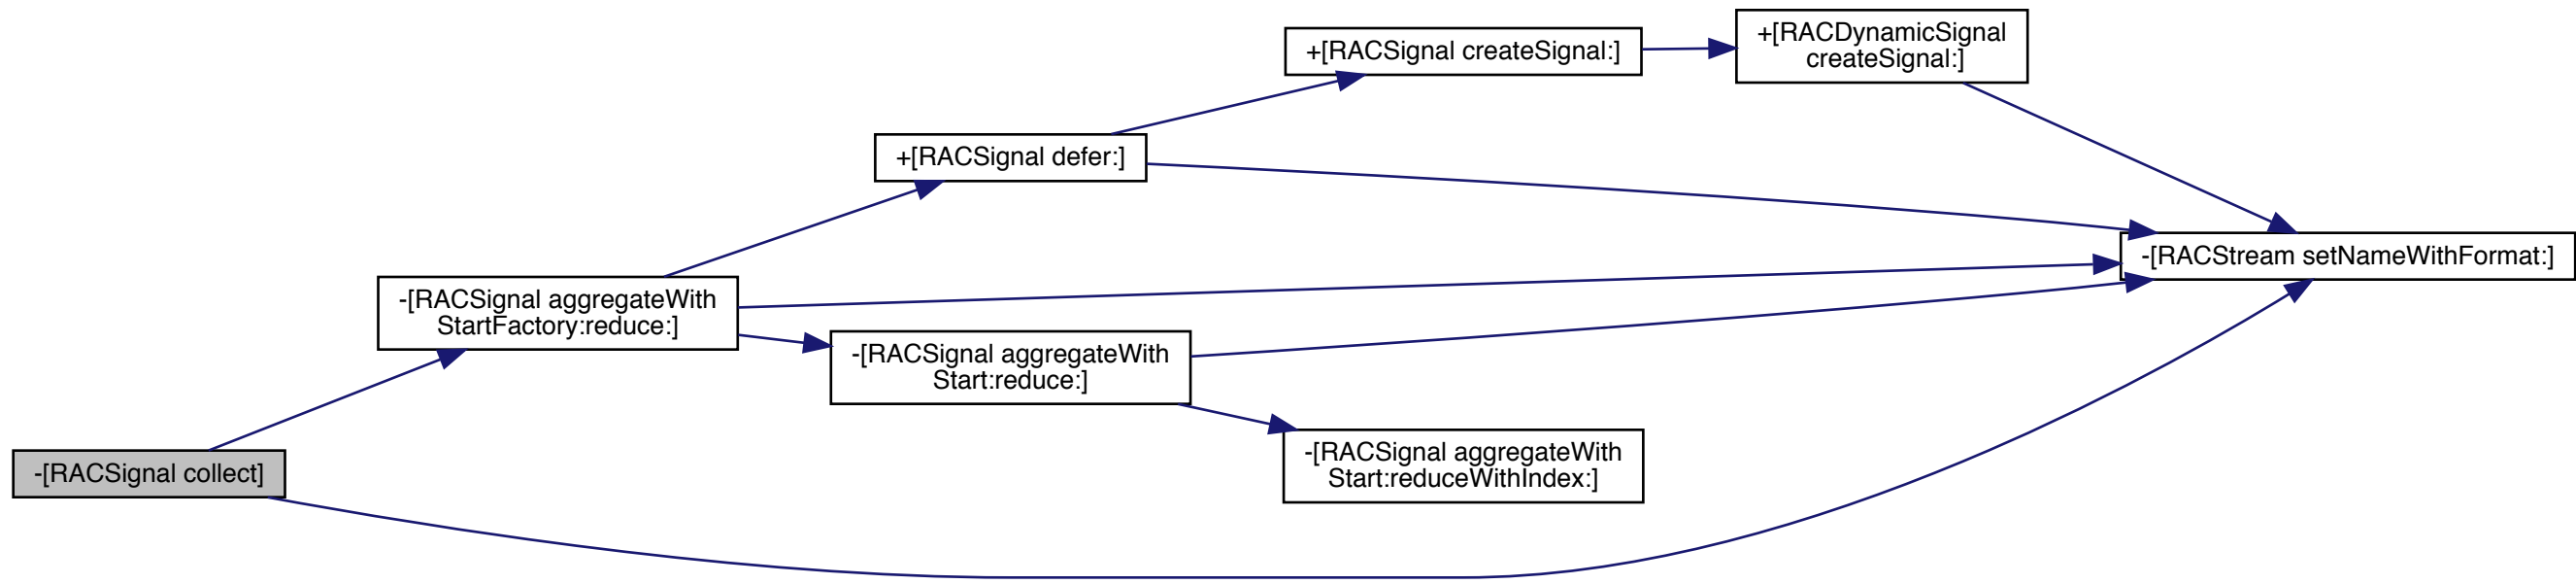 +[RACDynamicSignal
createSignal:]
+[RACSignal createSignal:]
+[RACSignal defer:]
-[RACStream setNameWithFormat:]
-[RACSignal aggregateWith
StartFactory:reduce:]
-[RACSignal aggregateWith
Start:reduce:]
-[RACSignal aggregateWith
Start:reduceWithIndex:]
-[RACSignal collect]